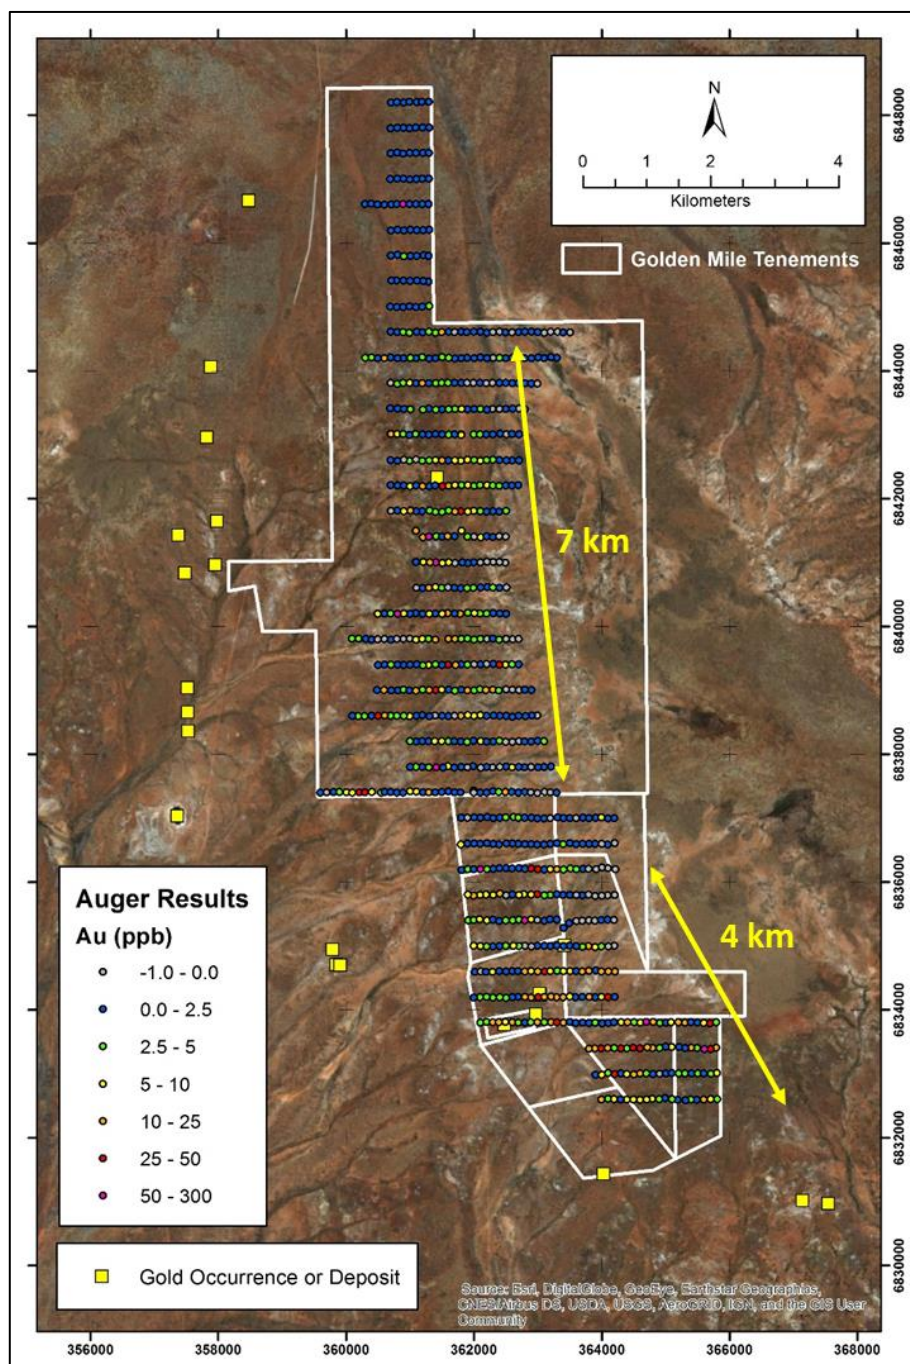 N
0 1 2 4
Kilometers
Golden Mile Tenements
7 km
4 km
Auger Results
Au (ppb)
-1.0 - 0.0
0.0 - 2.5
2.5 - 5
5 - 10
10 - 25
25 - 50
50 - 300
Gold Occurrence or Deposit
Source: Esri, DigitalGlobe, GeoEye, Earthstar Geographics,
CNES/Airbus DS, USDA, USGS, AeroGRID, IGN, and the GIS User
Community
6848000
6846000
6844000
6842000
6840000
6838000
6836000
6834000
6832000
6830000
356000 358000 360000 362000 364000 366000 368000